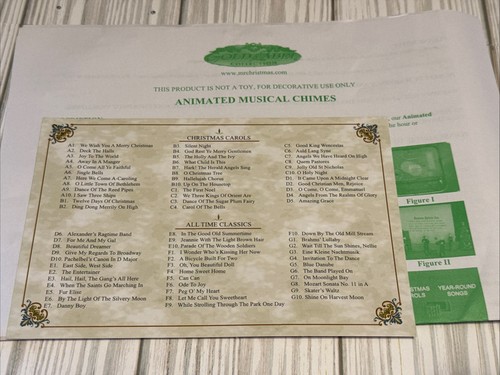 GOLD LABEL
www.mrchristmas.com
THIS PRODUCT IS NOT A TOY, FOR DECORATIVE USE ONLY
ANIMATED MUSICAL CHIMES
our Animated
he hour or
CHRISTMAS CAROLS
A1 We Wish You A Merry Christmas
A2. Deck The Halls
A3. Joy To The World
A4. Away In A Manger
A5. O Come All Ye Faithful
A6. Jingle Bells
A7. Here We Come A-Caroling
A8 O Little Town Of Bethlehem
A9. Dance Of The Reed Pipes
A10. I Saw Three Ships
B1. Twelve Days Of Christmas
B2. Ding Dong Merrily On High
B3. Silent Night
B4. God Rest Ye Merry Gentlemen
B5. The Holly And The Ivy
B6. What Child Is This
B7. Hark! The Herald Angels Sing
B8. O Christmas Tree
B9. Hallelujah Chorus
B10. Up On The Housetop
C1. The First Noel
C2. We Three Kings Of Orient Are
C3. Dance Of The Sugar Plum Fairy
C4. Carol Of The Bells
C5. Good King Wenceslas
C6. Auld Lang Syne
C7. Angels We Have Heard On High
C8. Quem Pastores
C9. Jolly Old St Nicholas
C10. O Holy Night
D1. It Came Upon A Midnight Clear
D2. Good Christian Men, Rejoice
D3. O Come, O Come, Emmanuel
D4. Angels From The Realms Of Glory
D5. Amazing Grace
ALL TIME CLASSICS
D6. Alexander's Ragtime Band
D7. For Me And My Gal
D8. Beautiful Dreamer
D9. Give My Regards To Broadway
D10. Pachelbel's Canon In D Major
E1. East Side, West Side
E2. The Entertainer
E3. Hail, Hail, The Gang's All Here
E4. When The Saints Go Marching In
E5. Fur Elise
E6. By The Light Of The Silvery Moon
E7. Danny Boy
E8. In The Good Old Summertime
E9. Jeannie With The Light Brown Hair
E10. Parade Of The Wooden Soldiers
F1. I Wonder Who's Kissing Her Now
F2. A Bicycle Built For Two
F3. Oh, You Beautiful Doll
F4. Home Sweet Home
F5. Can Can
F6. Ode To Joy
F7. Peg O' My Heart
F8. Let Me Call You Sweetheart
F9. While Strolling Through The Park One Day
F10. Down By The Old Mill Stream
G1. Brahms' Lullaby
G2. Wait Till The Sun Shines, Nellie
G3. Eine Kleine Nachtmusik
G4. Invitation To The Dance
G5. Blue Danube
G6. The Band Played On
G7. On Moonlight Bay
G8. Mozart Sonata No. 11 in A
G9. Skater's Waltz
G10. Shine On Harvest Moon
Figure I
Figure II
YEAR-ROUND
SONGS